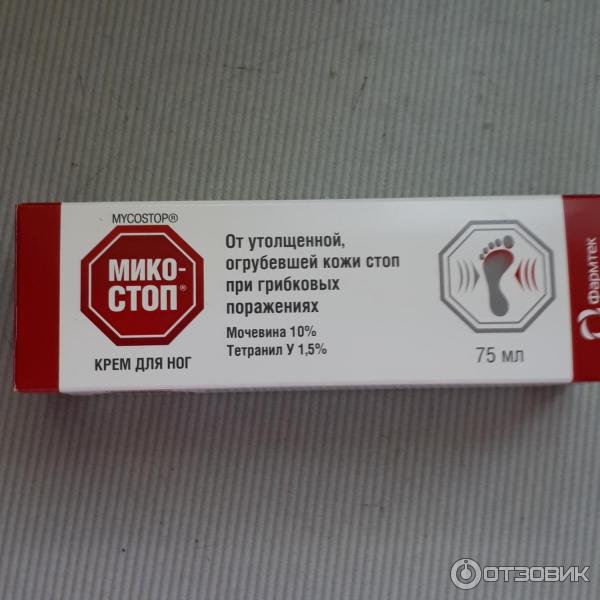 MYCOSTOP®
МИКО-
СТОП®
КРЕМ ДЛЯ НОГ
От утолщенной,
огрубевшей кожи стоп
при грибковых
поражениях
Мочевина 10%
Тетранил У 1,5%
75 мл
Фармтек
ОТЗОВИК